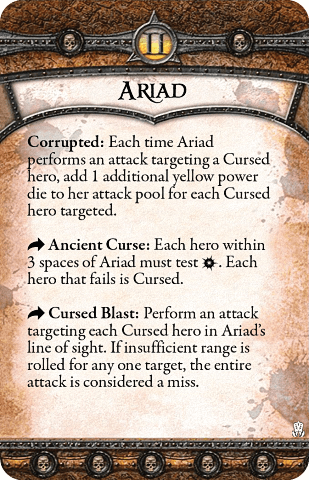 II
ARIAD
Corrupted: Each time Ariad
performs an attack targeting a Cursed
hero, add 1 additional yellow power
die to her attack pool for each Cursed
hero targeted.
Ancient Curse: Each hero within
3 spaces of Ariad must test . Each
hero that fails is Cursed.
Cursed Blast: Perform an attack
targeting each Cursed hero in Ariad's
line of sight. If insufficient range is
rolled for any one target, the entire
attack is considered a miss.